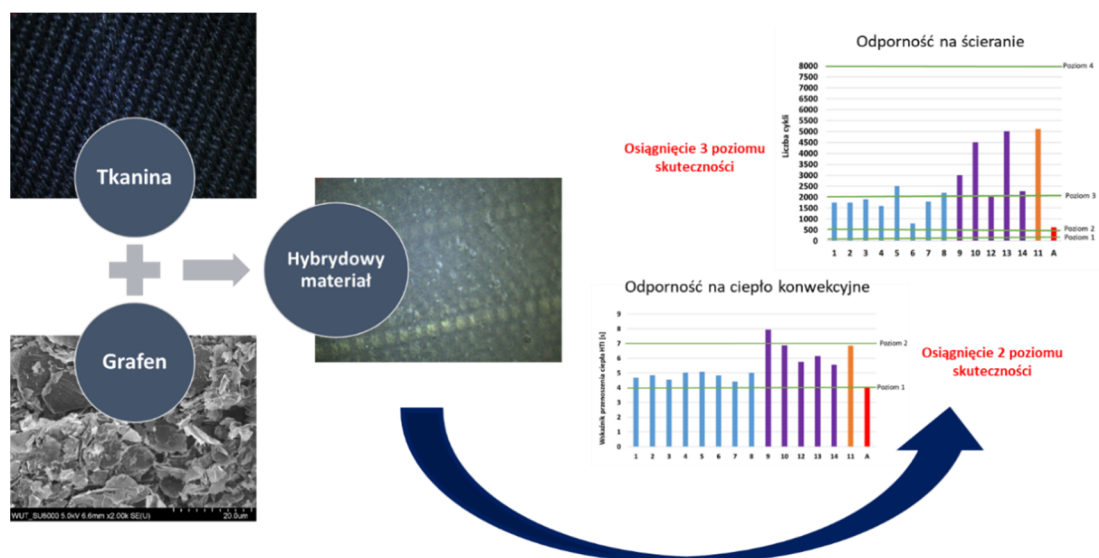 Tkanina
Grafen
WUT_SU8000 5.0kV 6.6mm x2.00k SE(U)
20.0um
Hybrydowy
materiał
Osiągnięcie 3 poziomu
skuteczności
Odporność na ścieranie
Liczba cykli
8000
7500
7000
6500
6000
5500
5000
4500
4000
3500
3000
2500
2000
1500
1000
500
0
Poziom 4
Poziom 3
Poziom 2
Poziom 1
1 2 3 4 5 6 7 8 9 10 12 13 14 11 A
Odporność na ciepło konwekcyjne
Wskaźnik przenoszenia ciepła HTI [s]
9
8
7
6
5
4
3
2
1
0
Poziom 2
Poziom 1
1 2 3 4 5 6 7 8 9 10 12 13 14 11 A
Osiągnięcie 2 poziomu
skuteczności